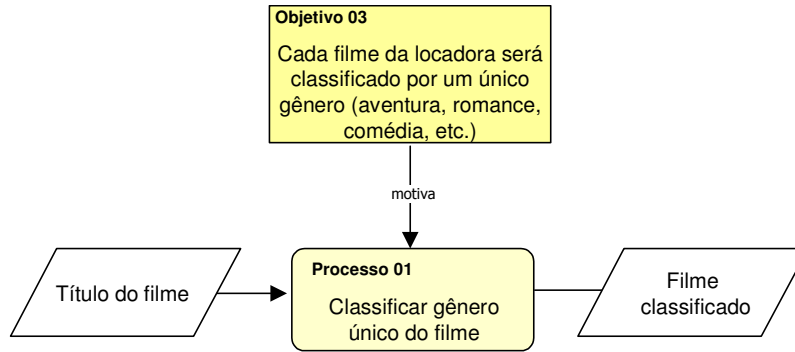 Objetivo 03
Cada filme da locadora será
classificado por um único
gênero (aventura, romance,
comédia, etc.)
motiva
Título do filme
Processo 01
Classificar gênero
único do filme
Filme
classificado